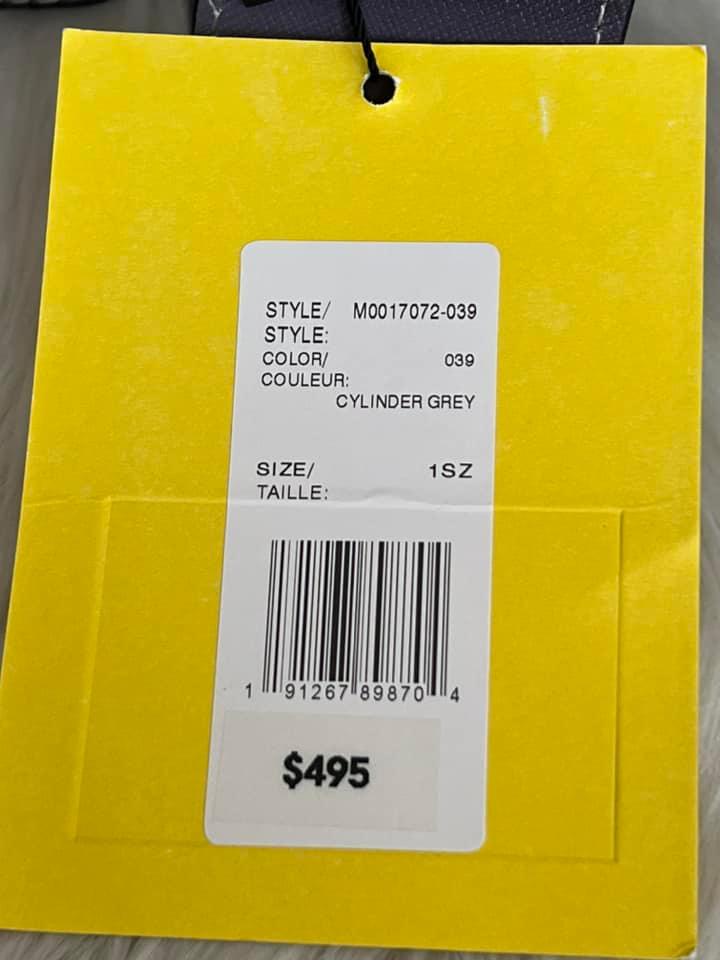 STYLE/ M0017072-039
STYLE:
COLOR/ 039
COULEUR:
CYLINDER GREY
SIZE/ 1SZ
TAILLE:
1 91267 89870 4
$495